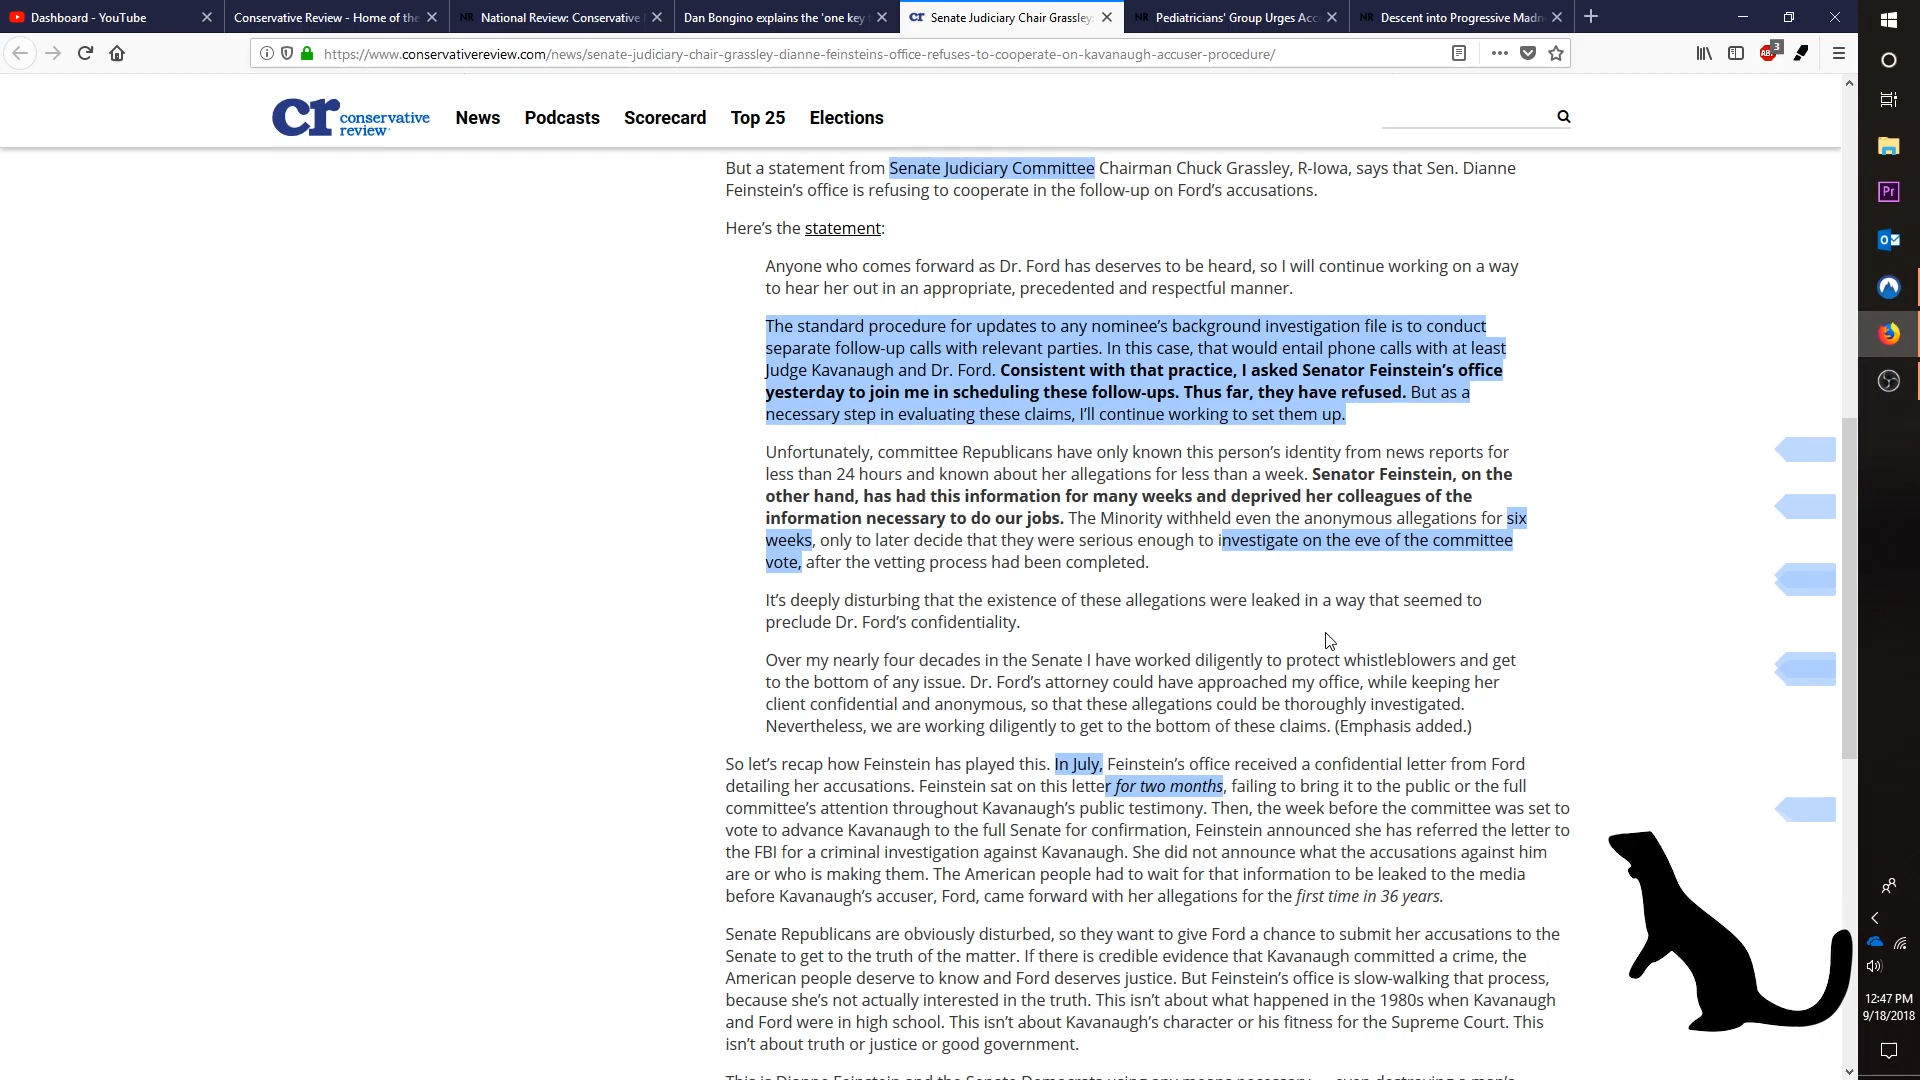 Dashboard - YouTube
Conservative Review - Home of the
National Review: Conservative
Dan Bongino explains the 'one key
Senate Judiciary Chair Grassley:
Pediatricians' Group Urges Acc
Descent into Progressive Madn
https://www.conservativereview.com/news/senate-judiciary-chair-grassley-dianne-feinsteins-office-refuses-to-cooperate-on-kavanaugh-accuser-procedure/
3
cr conservative review
News Podcasts Scorecard Top 25 Elections
But a statement from Senate Judiciary Committee Chairman Chuck Grassley, R-Iowa, says that Sen. Dianne
Feinstein's office is refusing to cooperate in the follow-up on Ford's accusations.
Here's the statement:
Anyone who comes forward as Dr. Ford has deserves to be heard, so I will continue working on a way
to hear her out in an appropriate, precedented and respectful manner.
The standard procedure for updates to any nominee's background investigation file is to conduct
separate follow-up calls with relevant parties. In this case, that would entail phone calls with at least
Judge Kavanaugh and Dr. Ford. Consistent with that practice, I asked Senator Feinstein's office
yesterday to join me in scheduling these follow-ups. Thus far, they have refused. But as a
necessary step in evaluating these claims, I'll continue working to set them up.
Unfortunately, committee Republicans have only known this person's identity from news reports for
less than 24 hours and known about her allegations for less than a week. Senator Feinstein, on the
other hand, has had this information for many weeks and deprived her colleagues of the
information necessary to do our jobs. The Minority withheld even the anonymous allegations for six
weeks, only to later decide that they were serious enough to investigate on the eve of the committee
vote, after the vetting process had been completed.
It's deeply disturbing that the existence of these allegations were leaked in a way that seemed to
preclude Dr. Ford's confidentiality.
Over my nearly four decades in the Senate I have worked diligently to protect whistleblowers and get
to the bottom of any issue. Dr. Ford's attorney could have approached my office, while keeping her
client confidential and anonymous, so that these allegations could be thoroughly investigated.
Nevertheless, we are working diligently to get to the bottom of these claims. (Emphasis added.)
So let's recap how Feinstein has played this. In July, Feinstein's office received a confidential letter from Ford
detailing her accusations. Feinstein sat on this letter for two months, failing to bring it to the public or the full
committee's attention throughout Kavanaugh's public testimony. Then, the week before the committee was set to
vote to advance Kavanaugh to the full Senate for confirmation, Feinstein announced she has referred the letter to
the FBI for a criminal investigation against Kavanaugh. She did not announce what the accusations against him
are or who is making them. The American people had to wait for that information to be leaked to the media
before Kavanaugh's accuser, Ford, came forward with her allegations for the first time in 36 years.
Senate Republicans are obviously disturbed, so they want to give Ford a chance to submit her accusations to the
Senate to get to the truth of the matter. If there is credible evidence that Kavanaugh committed a crime, the
American people deserve to know and Ford deserves justice. But Feinstein's office is slow-walking that process,
because she's not actually interested in the truth. This isn't about what happened in the 1980s when Kavanaugh
and Ford were in high school. This isn't about Kavanaugh's character or his fitness for the Supreme Court. This
isn't about truth or justice or good government.
12:47 PM
9/18/2018